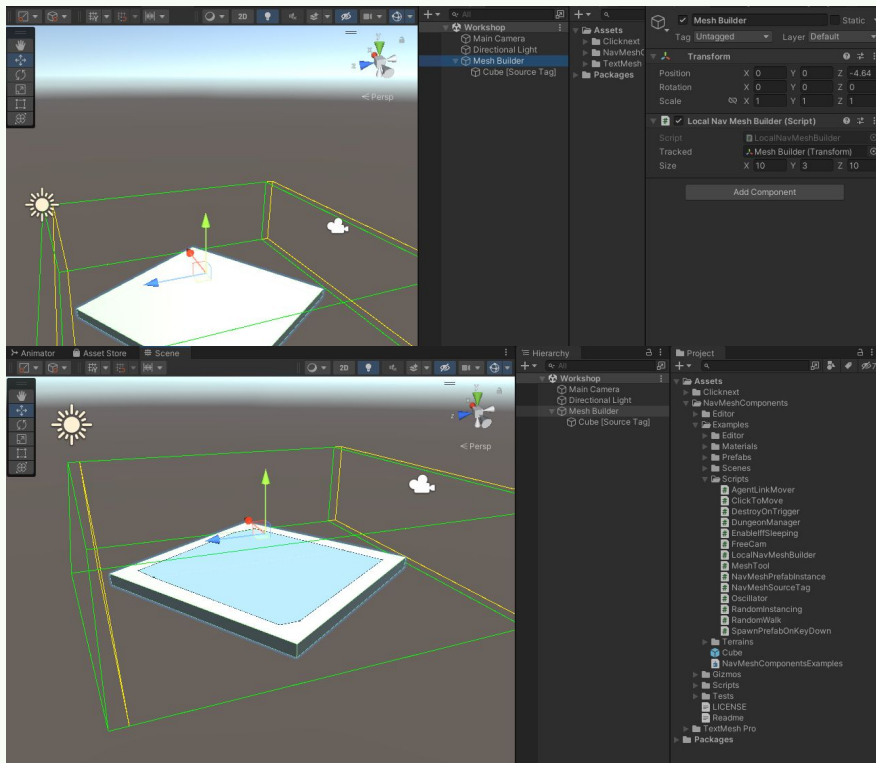 2D
All
Workshop
Main Camera
Directional Light
Mesh Builder
Cube [Source Tag]
Assets
Clicknext
NavMeshC
TextMesh
Packages
Mesh Builder
Static
Tag Untagged Layer Default
Transform
Position X 0 Y 0 Z -4.64
Rotation X 0 Y 0 Z 0
Scale X 1 Y 1 Z 1
Local Nav Mesh Builder (Script)
Script LocalNavMeshBuilder
Tracked Mesh Builder (Transform)
Size X 10 Y 3 Z 10
Add Component
y
z
< Persp
Animator Asset Store Scene
2D
y
z
< Persp
Hierarchy
All
Workshop
Main Camera
Directional Light
Mesh Builder
Cube [Source Tag]
Project
Assets
Clicknext
NavMeshComponents
Editor
Examples
Editor
Materials
Prefabs
Scenes
Scripts
AgentLinkMover
ClickToMove
DestroyOnTrigger
DungeonManager
EnableIffSleeping
FreeCam
LocalNavMeshBuilder
MeshTool
NavMeshPrefabInstance
NavMeshSourceTag
Oscillator
RandomInstancing
RandomWalk
SpawnPrefabOnKeyDown
Terrains
Cube
NavMeshComponentsExamples
Gizmos
Scripts
Tests
LICENSE
Readme
TextMesh Pro
Packages